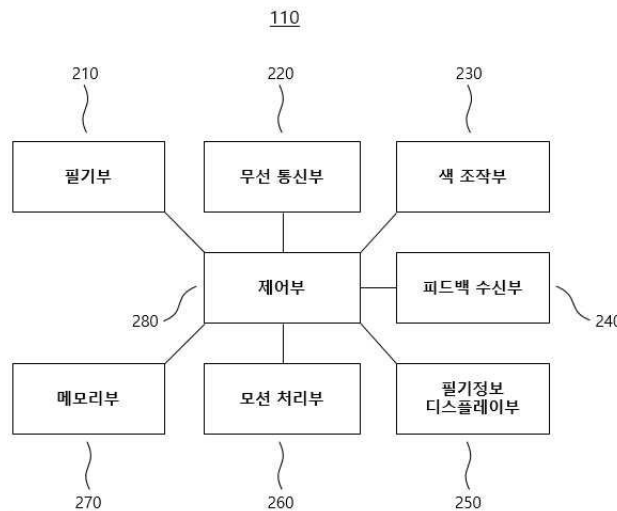 110
210
220
230
필기부
무선 통신부
색 조작부
제어부
피드백 수신부
280
240
메모리부
모션 처리부
필기정보
디스플레이부
270
260
250